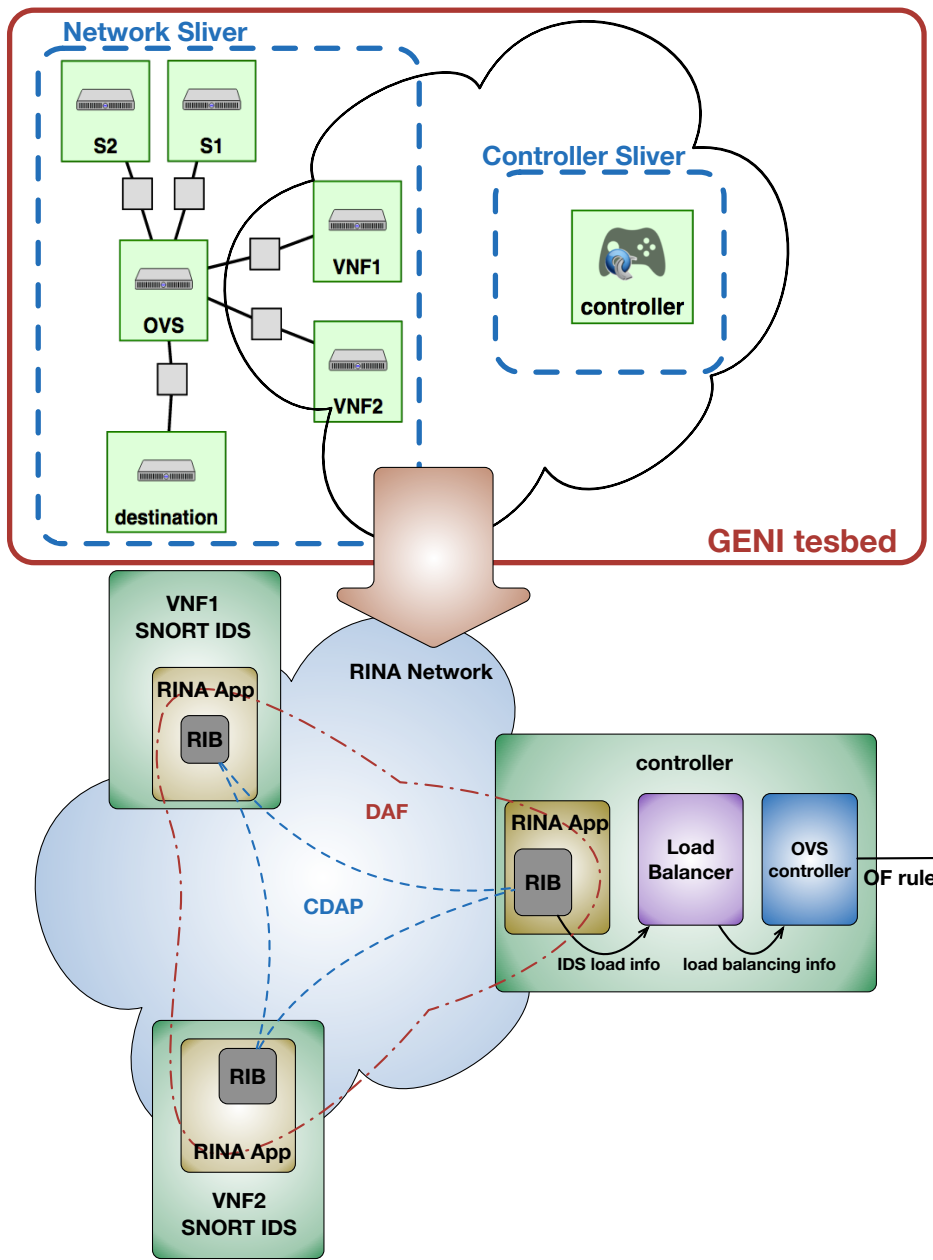 Network Sliver
S2
S1
Controller Sliver
VNF1
controller
OVS
VNF2
destination
GENI tesbed
VNF1
SNORT IDS
RINA Network
RINA App
RIB
controller
DAF
RINA App
Load
Balancer
OVS
controller
OF rule
RIB
CDAP
IDS load info
load balancing info
RIB
RINA App
VNF2
SNORT IDS